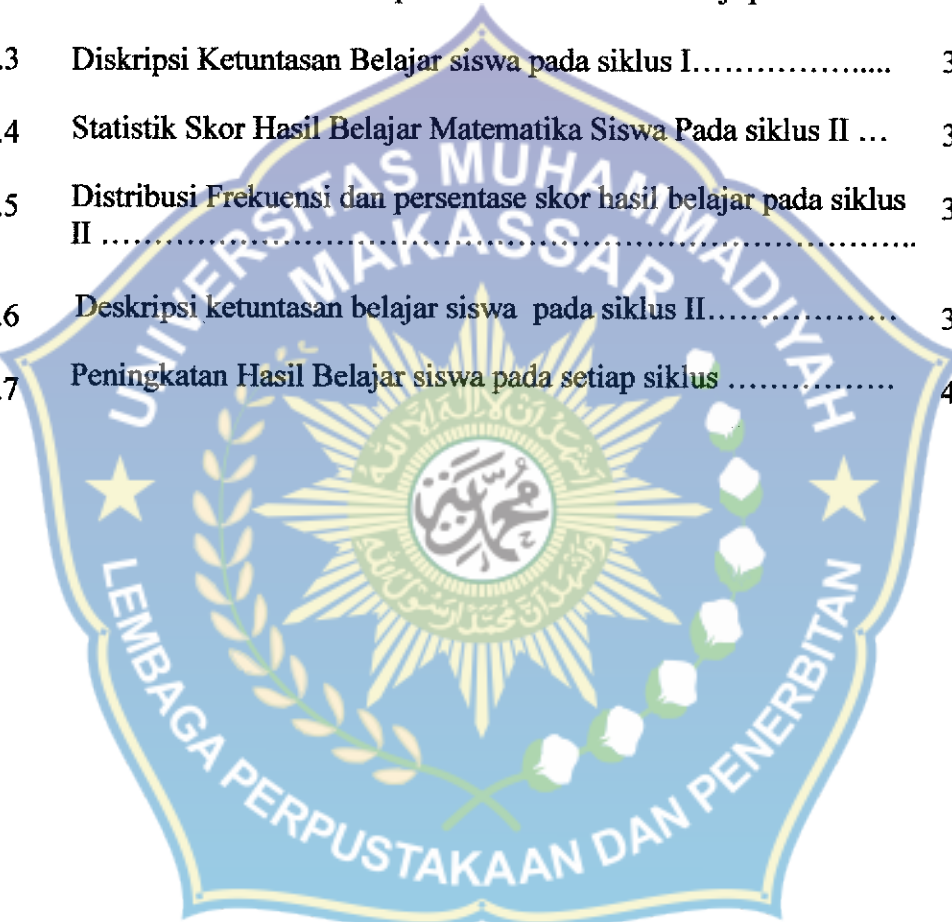 .3 Diskripsi Ketuntasan Belajar siswa pada siklus I..................... 3
.4 Statistik Skor Hasil Belajar Matematika Siswa Pada siklus II ... 3
.5 Distribusi Frekuensi dan persentase skor hasil belajar pada siklus 3
II ........................................................................
.6 Deskripsi ketuntasan belajar siswa pada siklus II.................. 3
.7 Peningkatan Hasil Belajar siswa pada setiap siklus ................ 4
UNIVERSITAS MUHAMMADIYAH
MAKASSAR
LEMBAGA PERPUSTAKAAN DAN PENERBITAN